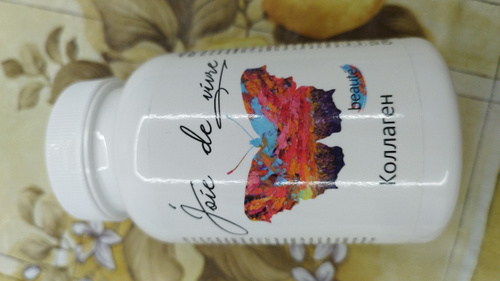 Joie de vivre
beauty
Коллаген